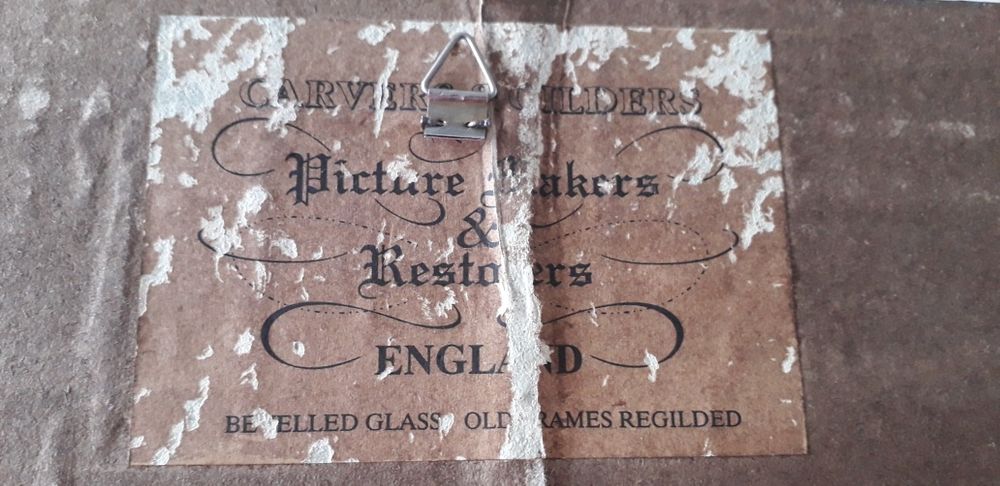 CARVERS & GILDERS
Picture Makers
&
Restorers
ENGLAND
BEVELLED GLASS, OLD FRAMES REGILDED